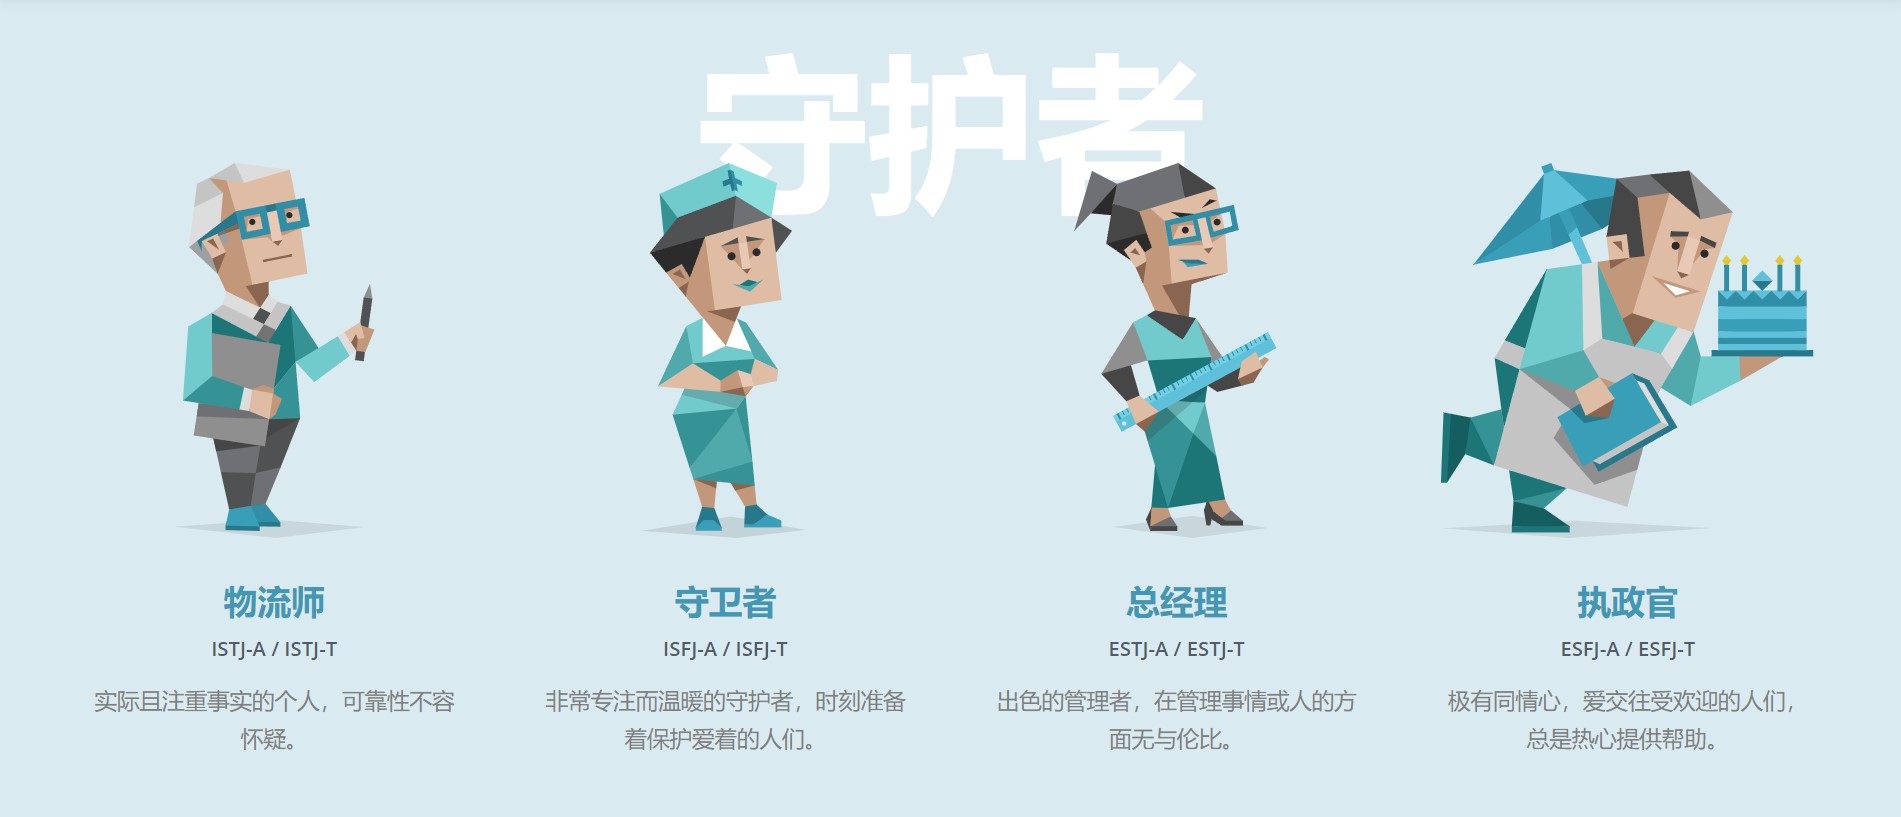 守护者
物流师
ISTJ-A / ISTJ-T
实际且注重事实的个人，可靠性不容
怀疑。
守卫者
ISFJ-A / ISFJ-T
非常专注而温暖的守护者，时刻准备
着保护爱着的人们。
总经理
ESTJ-A / ESTJ-T
出色的管理者，在管理事情或人的方
面无与伦比。
执政官
ESFJ-A / ESFJ-T
极有同情心，爱交往受欢迎的人们，
总是热心提供帮助。